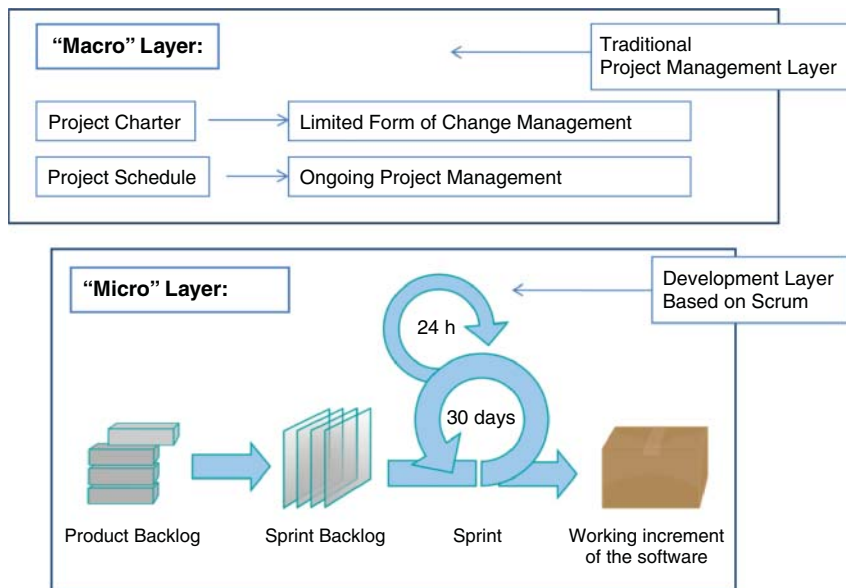 “Macro” Layer:
Traditional
Project Management Layer
Project Charter
Limited Form of Change Management
Project Schedule
Ongoing Project Management
“Micro” Layer:
Development Layer
Based on Scrum
24 h
30 days
Product Backlog
Sprint Backlog
Sprint
Working increment
of the software